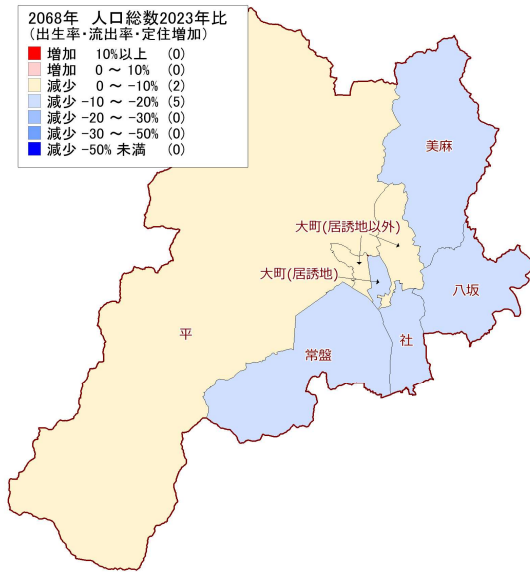 2068年 人口総数2023年比
(出生率・流出率・定住増加)
増加 10%以上 (0)
増加 0 ～ 10% (0)
減少 0 ～ -10% (2)
減少 -10 ～ -20% (5)
減少 -20 ～ -30% (0)
減少 -30 ～ -50% (0)
減少 -50% 未満 (0)
美麻
大町(居誘地以外)
大町(居誘地)
八坂
平
社
常盤